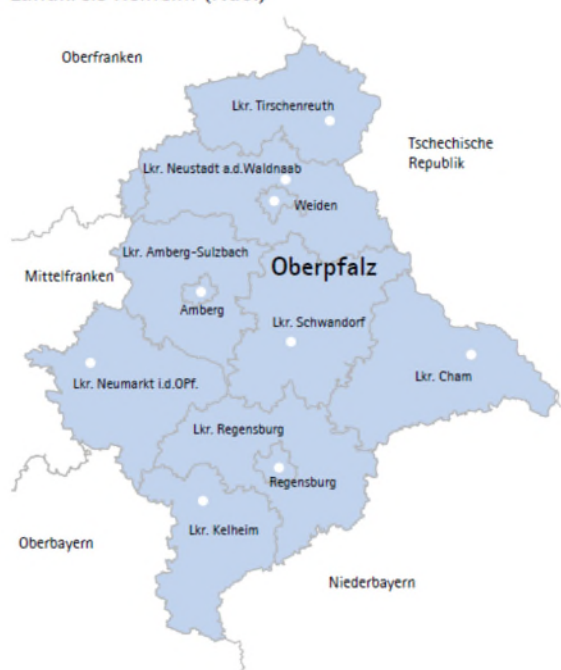 Oberfranken
Lkr. Tirschenreuth
Tschechische
Republik
Lkr. Neustadt a.d.Waldnaab
Weiden
Lkr. Amberg-Sulzbach
Oberpfalz
Mittelfranken
Amberg
Lkr. Schwandorf
Lkr. Cham
Lkr. Neumarkt i.d.OPf.
Lkr. Regensburg
Regensburg
Lkr. Kelheim
Oberbayern
Niederbayern